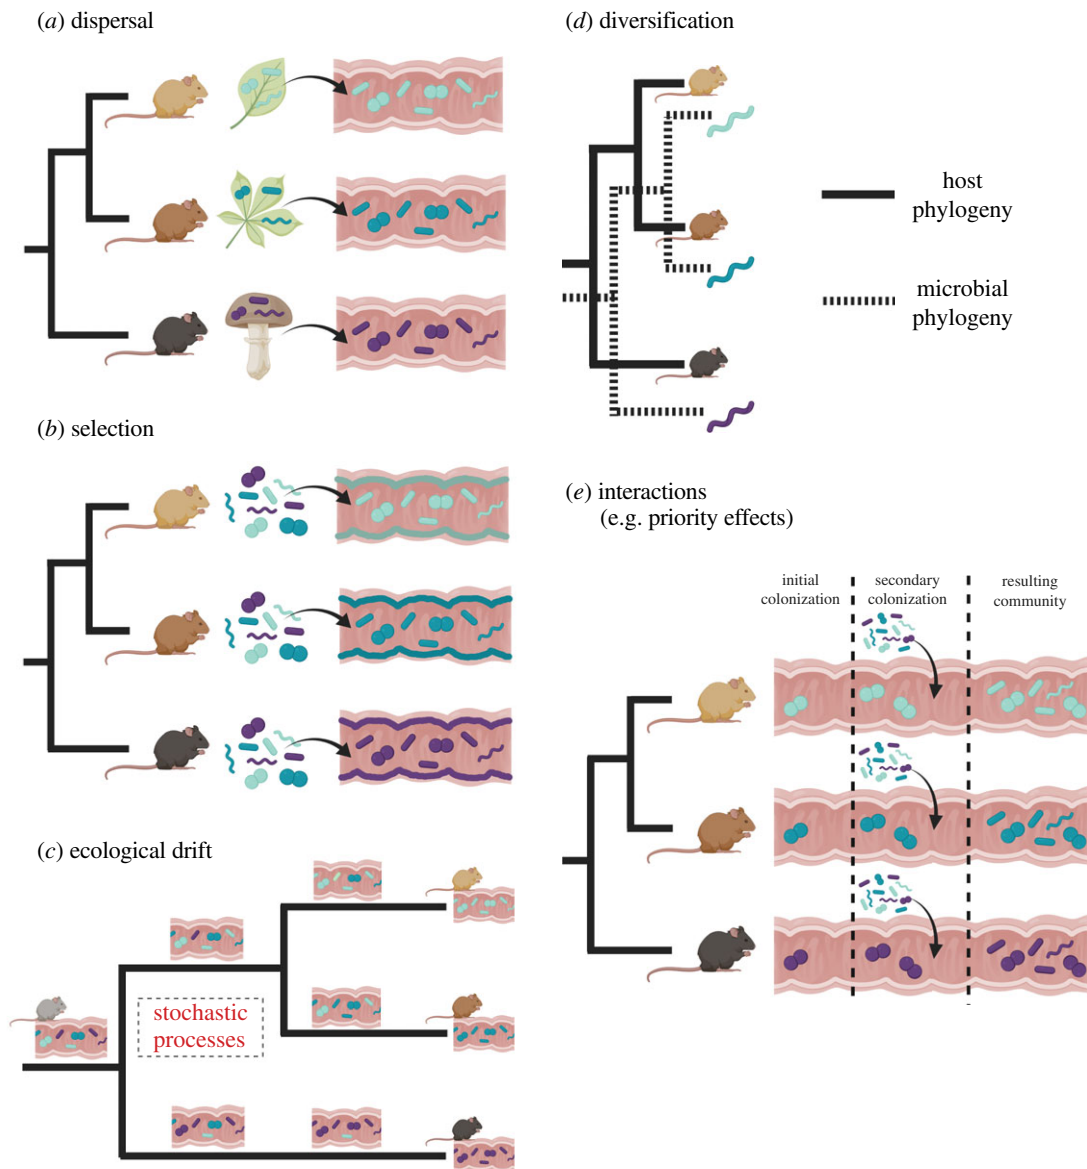 (a) dispersal
(b) selection
(c) ecological drift
stochastic
processes
(d) diversification
host
phylogeny
microbial
phylogeny
(e) interactions
(e.g. priority effects)
initial
colonization
secondary
colonization
resulting
community